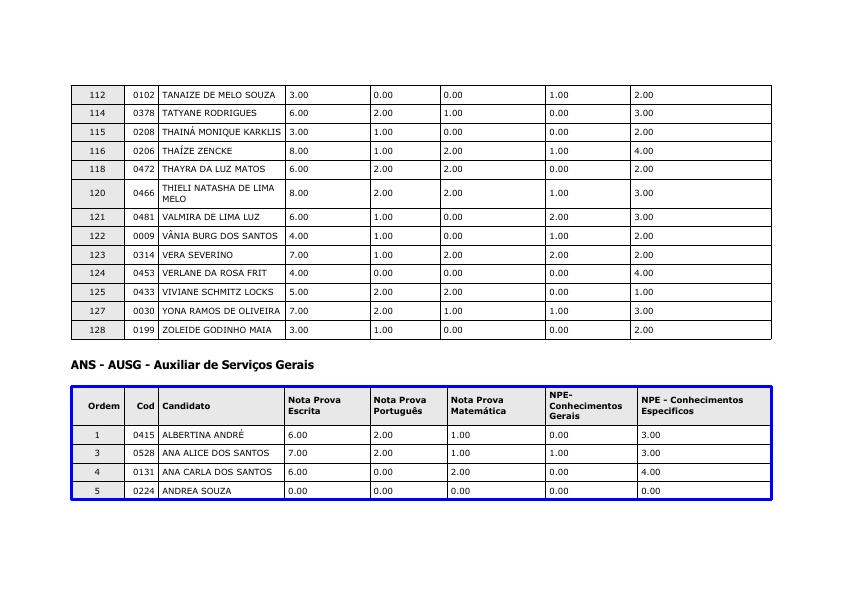 112 0102 TANAIZE DE MELO SOUZA 3.00 0.00 0.00 1.00 2.00
114 0378 TATYANE RODRIGUES 6.00 2.00 1.00 0.00 3.00
115 0208 THAINÁ MONIQUE KARKLIS 3.00 1.00 0.00 0.00 2.00
116 0206 THAÍZE ZENCKE 8.00 1.00 2.00 1.00 4.00
118 0472 THAYRA DA LUZ MATOS 6.00 2.00 2.00 0.00 2.00
120 0466 THIELI NATASHA DE LIMA MELO 8.00 2.00 2.00 1.00 3.00
121 0481 VALMIRA DE LIMA LUZ 6.00 1.00 0.00 2.00 3.00
122 0009 VÂNIA BURG DOS SANTOS 4.00 1.00 0.00 1.00 2.00
123 0314 VERA SEVERINO 7.00 1.00 2.00 2.00 2.00
124 0453 VERLANE DA ROSA FRIT 4.00 0.00 0.00 0.00 4.00
125 0433 VIVIANE SCHMITZ LOCKS 5.00 2.00 2.00 0.00 1.00
127 0030 YONA RAMOS DE OLIVEIRA 7.00 2.00 1.00 1.00 3.00
128 0199 ZOLEIDE GODINHO MAIA 3.00 1.00 0.00 0.00 2.00
ANS - AUSG - Auxiliar de Serviços Gerais
Ordem Cod Candidato Nota Prova Escrita Nota Prova Português Nota Prova Matemática NPE- Conhecimentos Gerais NPE - Conhecimentos Especificos
1 0415 ALBERTINA ANDRÉ 6.00 2.00 1.00 0.00 3.00
3 0528 ANA ALICE DOS SANTOS 7.00 2.00 1.00 1.00 3.00
4 0131 ANA CARLA DOS SANTOS 6.00 0.00 2.00 0.00 4.00
5 0224 ANDREA SOUZA 0.00 0.00 0.00 0.00 0.00